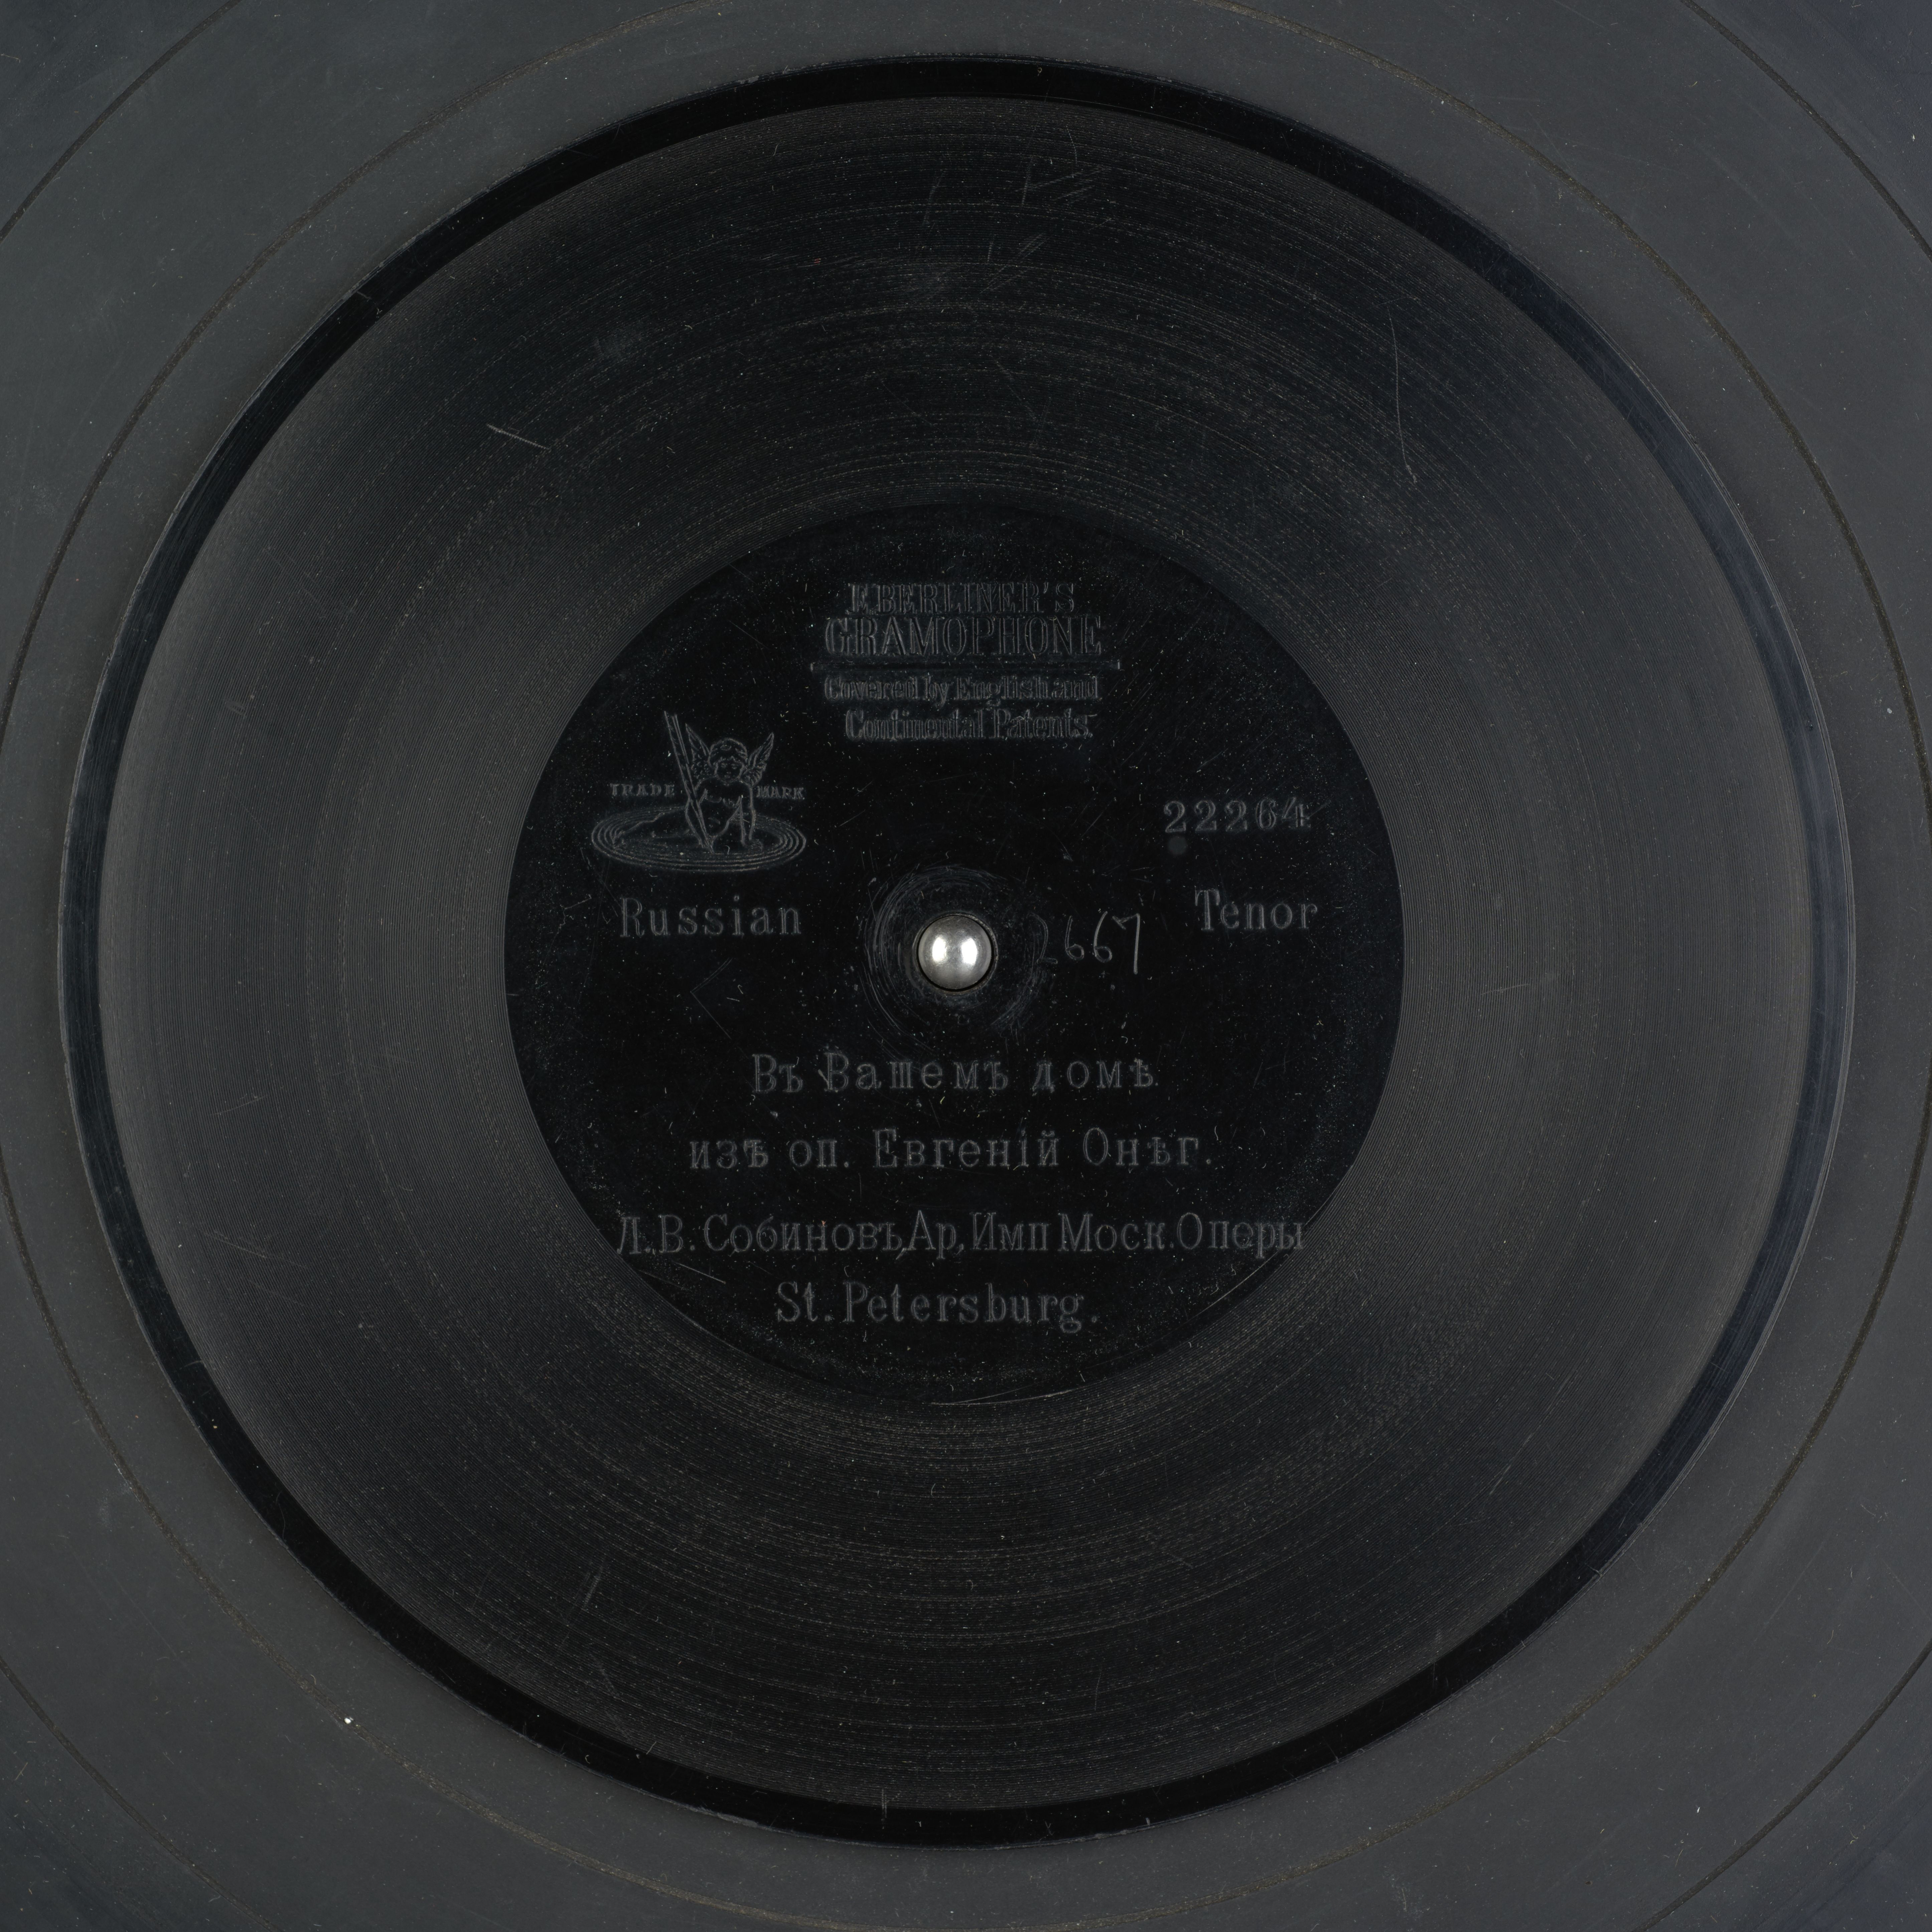 E. BERLINER'S
GRAMOPHONE
Covered by English and
Continental Patents.
TRADE MARK
22264
Russian
Tenor
2667
Въ Вашемъ домѣ
изъ оп. Евгеній Онѣг.
Л. В. Собиновъ, Ар, Имп Моск. Оперы
St. Petersburg.